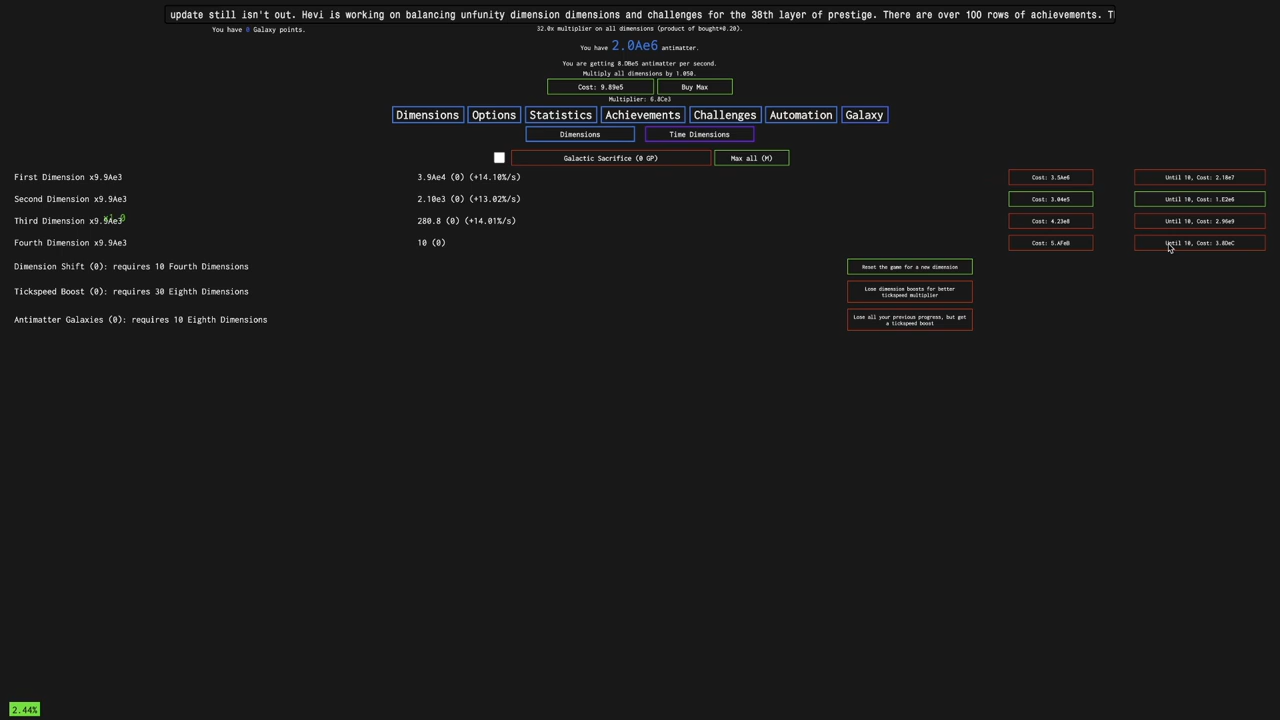 update still isn't out. Hevi is working on balancing unfunity dimension dimensions and challenges for the 38th layer of prestige. There are over 100 rows of achievements. T
You have 0 Galaxy points.
32.0x multiplier on all dimensions (product of bought*0.20).
You have 2.0Ae6 antimatter.
You are getting 8.DBe5 antimatter per second.
Multiply all dimensions by 1.050.
Cost: 9.89e5 Buy Max
Multiplier: 6.8Ce3
Dimensions Options Statistics Achievements Challenges Automation Galaxy
Dimensions Time Dimensions
Galactic Sacrifice (0 GP) Max all (M)
First Dimension x9.9Ae3 3.9Ae4 (0) (+14.10%/s) Cost: 3.5Ae6 Until 10, Cost: 2.18e7
Second Dimension x9.9Ae3 2.10e3 (0) (+13.02%/s) Cost: 3.04e5 Until 10, Cost: 1.E2e6
Third Dimension x9.9Ae3 280.8 (0) (+14.01%/s) Cost: 4.23e8 Until 10, Cost: 2.96e9
x1.0
Fourth Dimension x9.9Ae3 10 (0) Cost: 5.AFeB Until 10, Cost: 3.8DeC
Dimension Shift (0): requires 10 Fourth Dimensions Reset the game for a new dimension
Tickspeed Boost (0): requires 30 Eighth Dimensions Lose dimension boosts for better
tickspeed multiplier
Antimatter Galaxies (0): requires 10 Eighth Dimensions Lose all your previous progress, but get
a tickspeed boost
2.44%